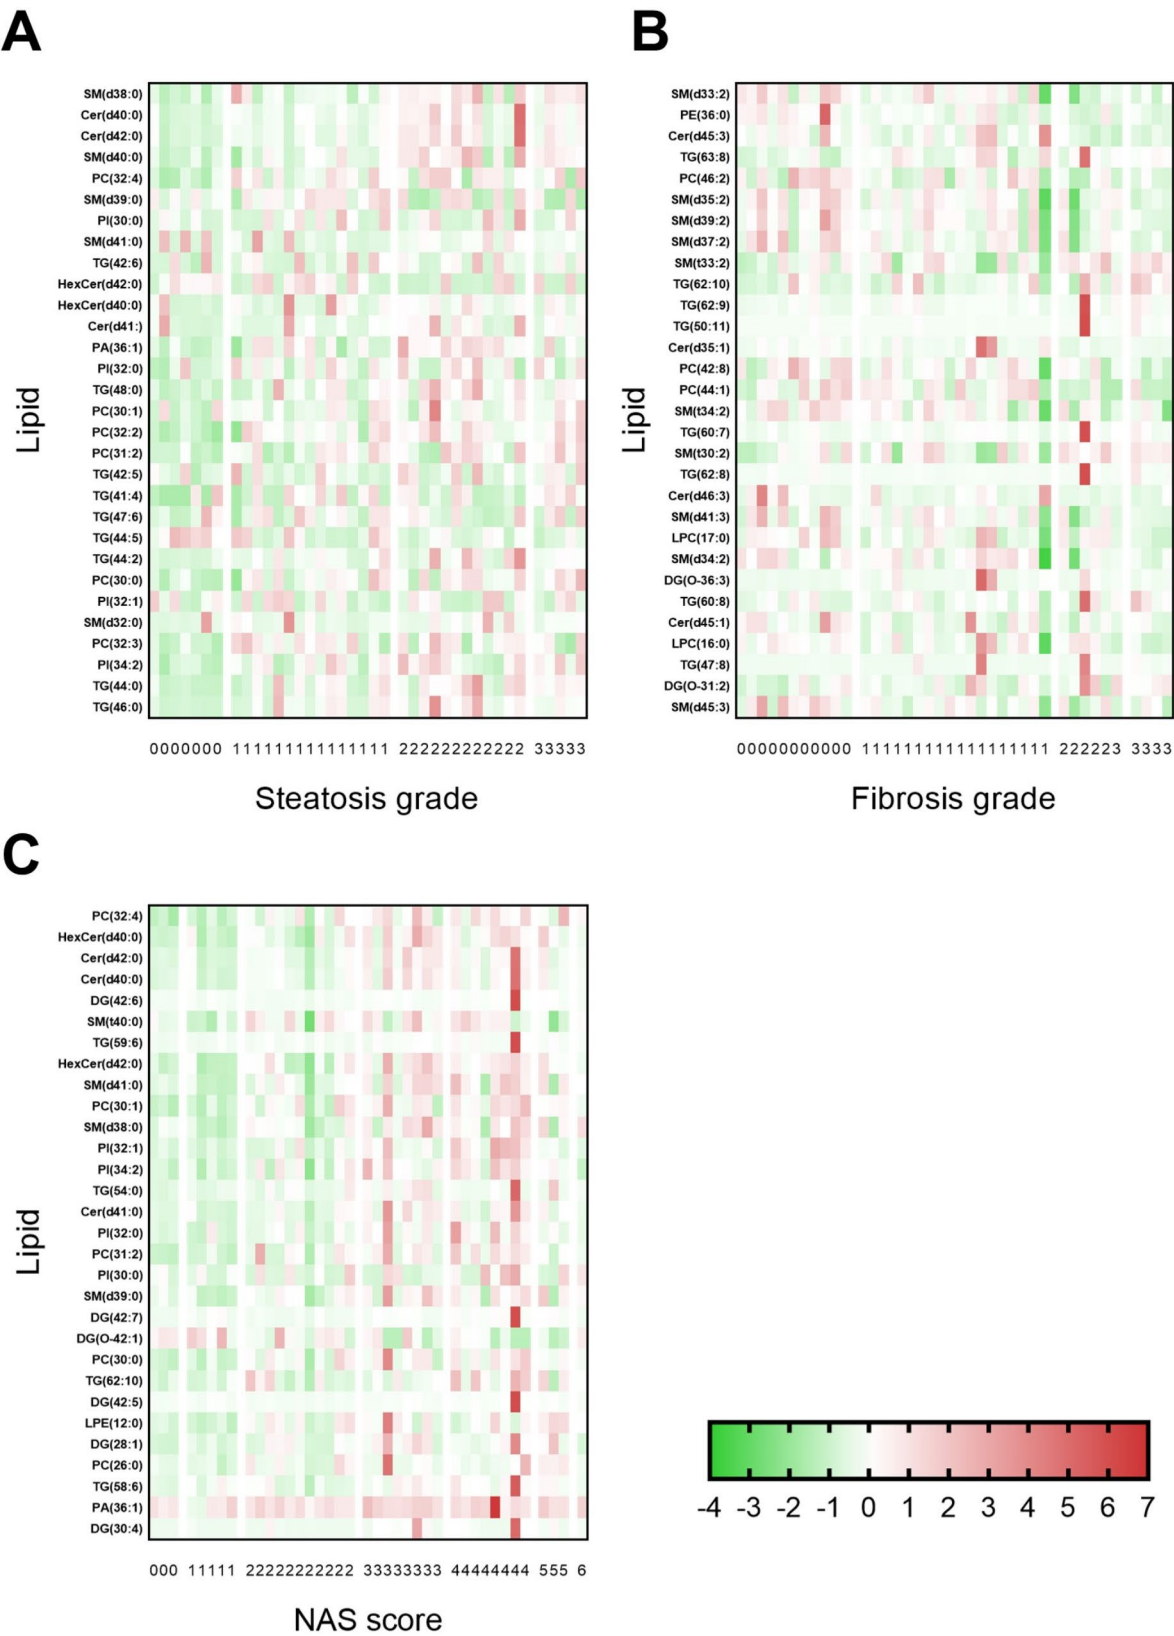 A
SM(d38:0)
Cer(d40:0)
Cer(d42:0)
SM(d40:0)
PC(32:4)
SM(d39:0)
PI(30:0)
SM(d41:0)
TG(42:6)
HexCer(d42:0)
HexCer(d40:0)
Cer(d41:)
PA(36:1)
PI(32:0)
TG(48:0)
PC(30:1)
PC(32:2)
PC(31:2)
TG(42:5)
TG(41:4)
TG(47:6)
TG(44:5)
TG(44:2)
PC(30:0)
PI(32:1)
SM(d32:0)
PC(32:3)
PI(34:2)
TG(44:0)
TG(46:0)
Lipid
0000000 111111111111111 222222222222 33333
Steatosis grade
B
SM(d33:2)
PE(36:0)
Cer(d45:3)
TG(63:8)
PC(46:2)
SM(d35:2)
SM(d39:2)
SM(d37:2)
SM(t33:2)
TG(62:10)
TG(62:9)
TG(50:11)
Cer(d35:1)
PC(42:8)
PC(44:1)
SM(t34:2)
TG(60:7)
SM(t30:2)
TG(62:8)
Cer(d46:3)
SM(d41:3)
LPC(17:0)
SM(d34:2)
DG(O-36:3)
TG(60:8)
Cer(d45:1)
LPC(16:0)
TG(47:8)
DG(O-31:2)
SM(d45:3)
Lipid
00000000000 111111111111111111 222223 3333
Fibrosis grade
C
PC(32:4)
HexCer(d40:0)
Cer(d42:0)
Cer(d40:0)
DG(42:6)
SM(t40:0)
TG(59:6)
HexCer(d42:0)
SM(d41:0)
PC(30:1)
SM(d38:0)
PI(32:1)
PI(34:2)
TG(54:0)
Cer(d41:0)
PI(32:0)
PC(31:2)
PI(30:0)
SM(d39:0)
DG(42:7)
DG(O-42:1)
PC(30:0)
TG(62:10)
DG(42:5)
LPE(12:0)
DG(28:1)
PC(26:0)
TG(58:6)
PA(36:1)
DG(30:4)
Lipid
000 11111 22222222222 33333333 44444444 555 6
NAS score
-4 -3 -2 -1 0 1 2 3 4 5 6 7